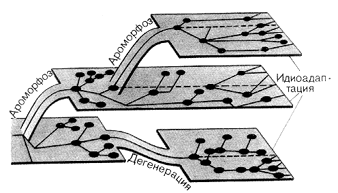 Ароморфоз
Ароморфоз
Идиоадап-
тация
Дегенерация